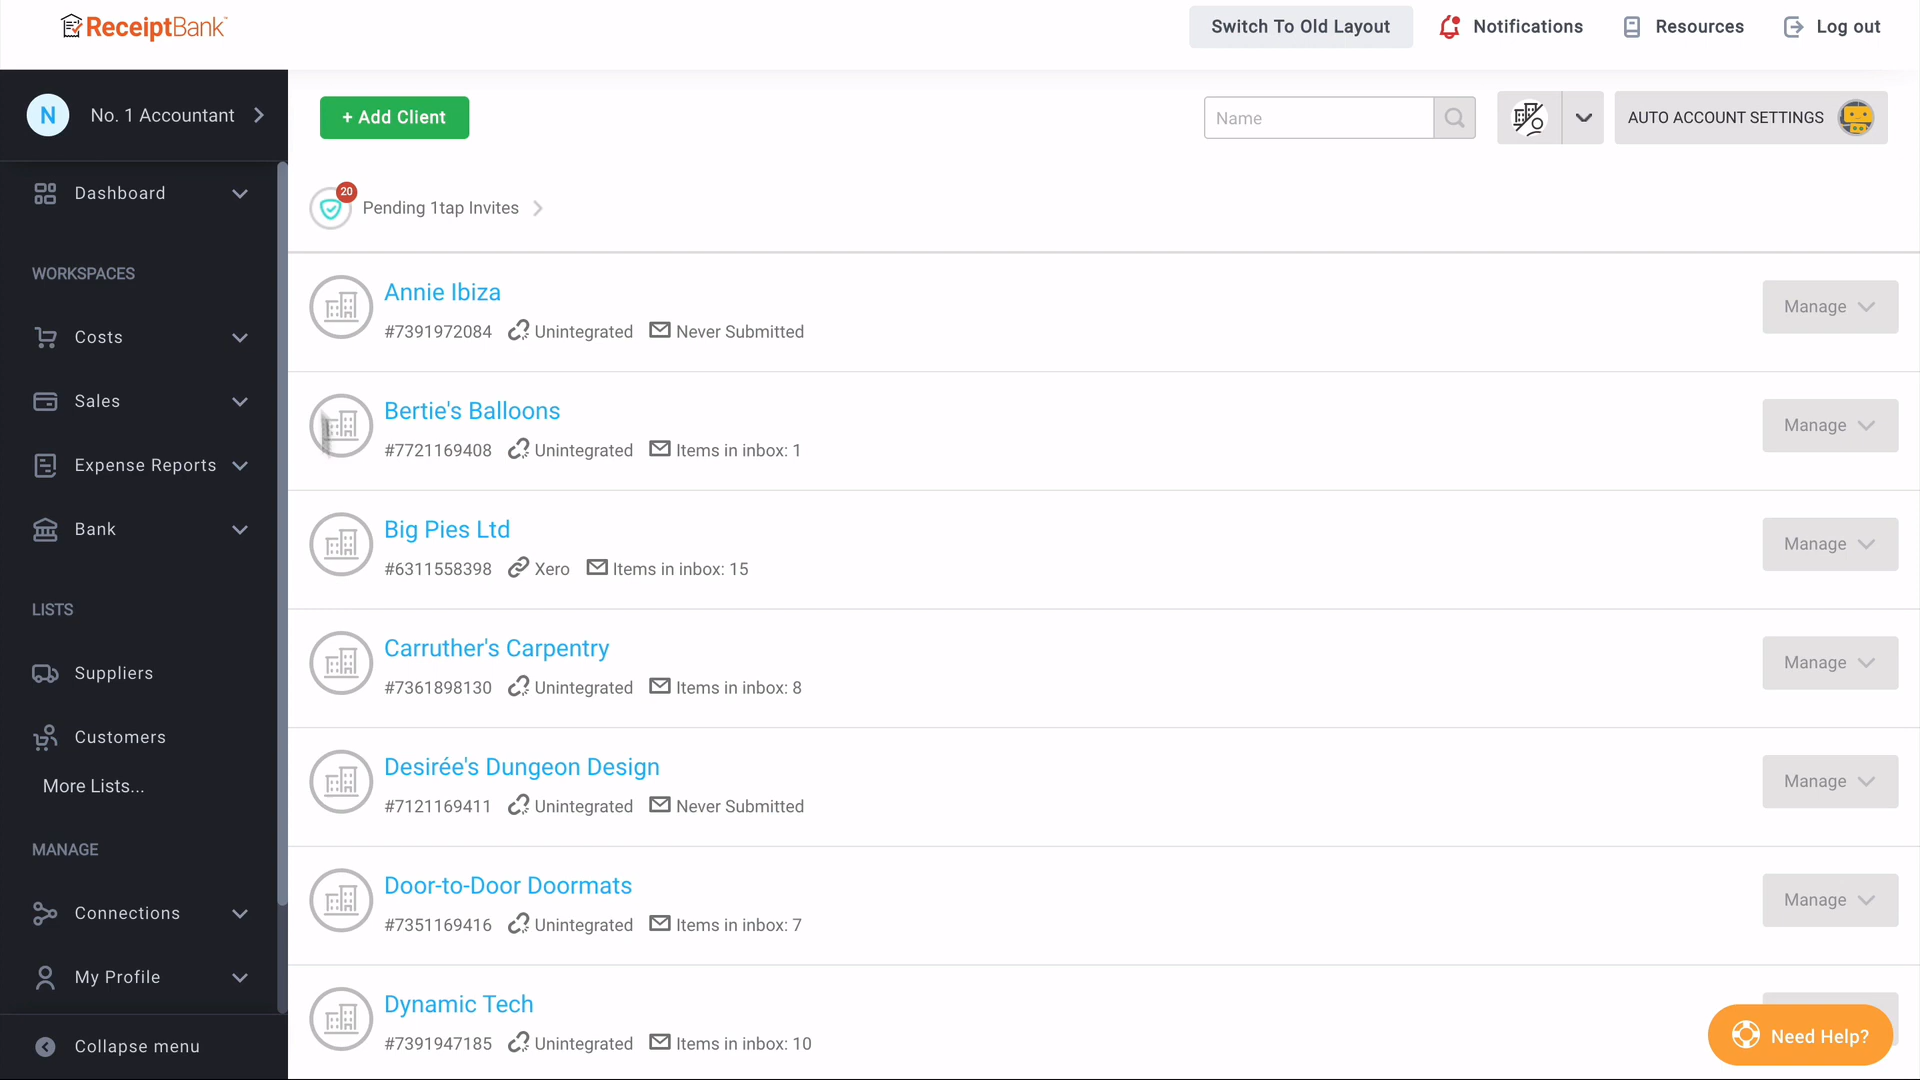 ReceiptBank
Switch To Old Layout
Notifications
Resources
Log out
N
No. 1 Accountant
+ Add Client
Name
AUTO ACCOUNT SETTINGS
Dashboard
20
Pending 1tap Invites
WORKSPACES
Costs
Sales
Expense Reports
Bank
LISTS
Suppliers
Customers
More Lists...
MANAGE
Connections
My Profile
Collapse menu
Annie Ibiza
#7391972084 Unintegrated Never Submitted
Manage
Bertie's Balloons
#7721169408 Unintegrated Items in inbox: 1
Manage
Big Pies Ltd
#6311558398 Xero Items in inbox: 15
Manage
Carruther's Carpentry
#7361898130 Unintegrated Items in inbox: 8
Manage
Desirée's Dungeon Design
#7121169411 Unintegrated Never Submitted
Manage
Door-to-Door Doormats
#7351169416 Unintegrated Items in inbox: 7
Manage
Dynamic Tech
#7391947185 Unintegrated Items in inbox: 10
Need Help?